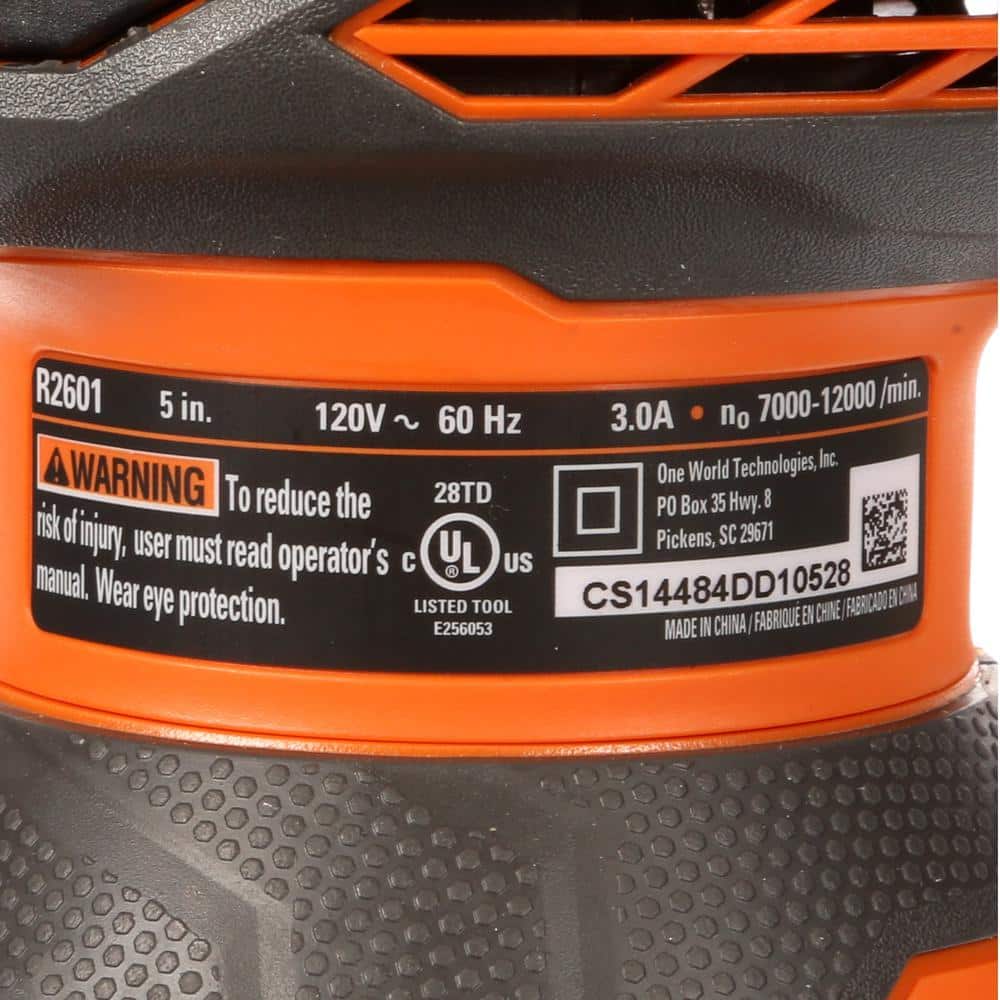 R2601 5 in. 120V ~ 60 Hz 3.0A • n₀ 7000-12000 /min.
WARNING To reduce the
risk of injury, user must read operator's
manual. Wear eye protection.
28TD
C UL ® US
LISTED TOOL
E256053
One World Technologies, Inc.
PO Box 35 Hwy. 8
Pickens, SC 29671
CS14484DD10528
MADE IN CHINA / FABRIQUÉ EN CHINE / FABRICADO EN CHINA